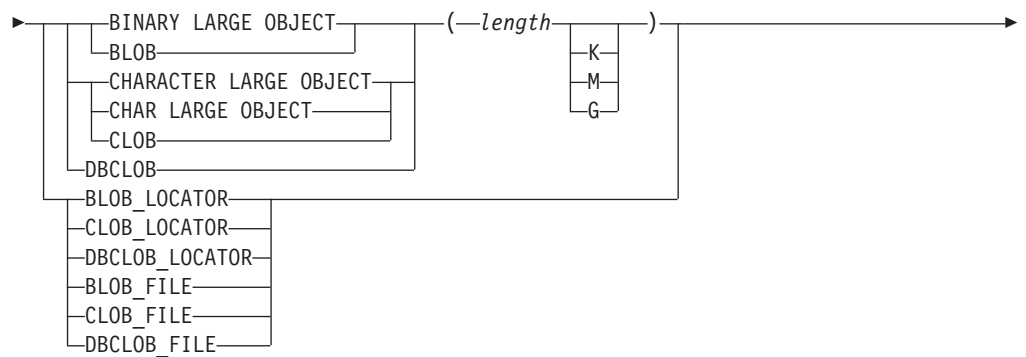 BINARY LARGE OBJECT ( length )
BLOB K
CHARACTER LARGE OBJECT M
CHAR LARGE OBJECT G
CLOB
DBCLOB
BLOB_LOCATOR
CLOB_LOCATOR
DBCLOB_LOCATOR
BLOB_FILE
CLOB_FILE
DBCLOB_FILE